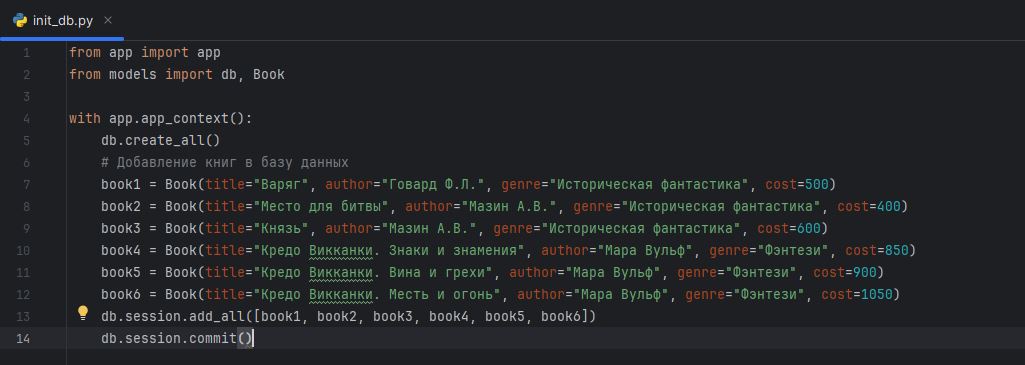 init_db.py
1 from app import app
2 from models import db, Book
3
4 with app.app_context():
5     db.create_all()
6     # Добавление книг в базу данных
7     book1 = Book(title="Варяг", author="Говард Ф.Л.", genre="Историческая фантастика", cost=500)
8     book2 = Book(title="Место для битвы", author="Мазин А.В.", genre="Историческая фантастика", cost=400)
9     book3 = Book(title="Князь", author="Мазин А.В.", genre="Историческая фантастика", cost=600)
10     book4 = Book(title="Кредо Викканки. Знаки и знамения", author="Мара Вульф", genre="Фэнтези", cost=850)
11     book5 = Book(title="Кредо Викканки. Вина и грехи", author="Мара Вульф", genre="Фэнтези", cost=900)
12     book6 = Book(title="Кредо Викканки. Месть и огонь", author="Мара Вульф", genre="Фэнтези", cost=1050)
13     db.session.add_all([book1, book2, book3, book4, book5, book6])
14     db.session.commit()